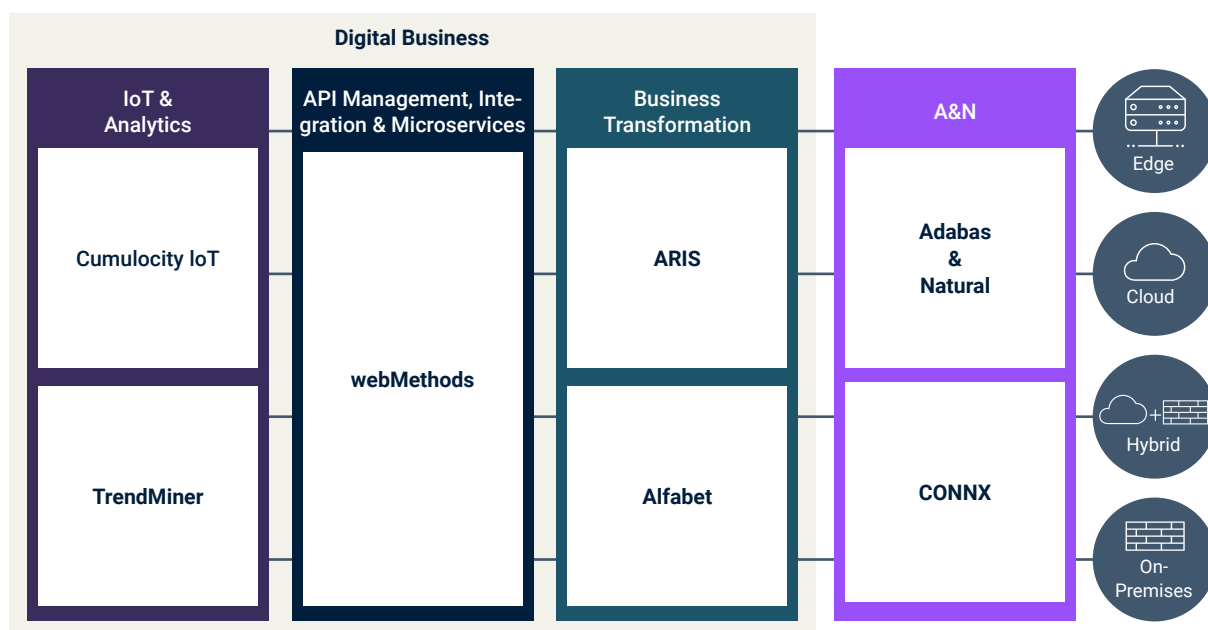 Digital Business
IoT &
Analytics
Cumulocity IoT
TrendMiner
API Management, Inte-
gration & Microservices
webMethods
Business
Transformation
ARIS
Alfabet
A&N
Adabas
&
Natural
CONNX
Edge
Cloud
+
Hybrid
On-
Premises